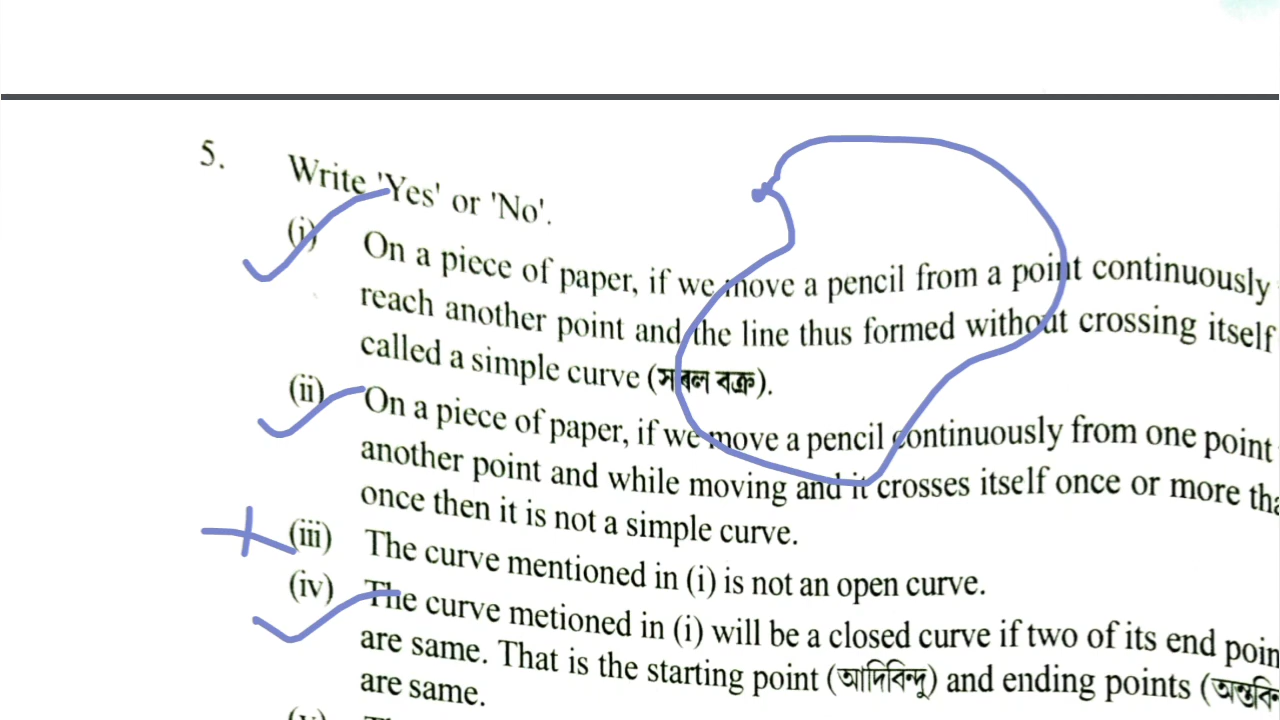 5. Write 'Yes' or 'No'.
(i) On a piece of paper, if we move a pencil from a point continuously
reach another point and the line thus formed without crossing itself
called a simple curve (সৰল বক্ৰ).
(ii) On a piece of paper, if we move a pencil continuously from one point
another point and while moving and it crosses itself once or more
once then it is not a simple curve.
(iii) The curve mentioned in (i) is not an open curve.
(iv) The curve metioned in (i) will be a closed curve if two of its end
are same. That is the starting point (আদিবিন্দু) and ending points
are same.